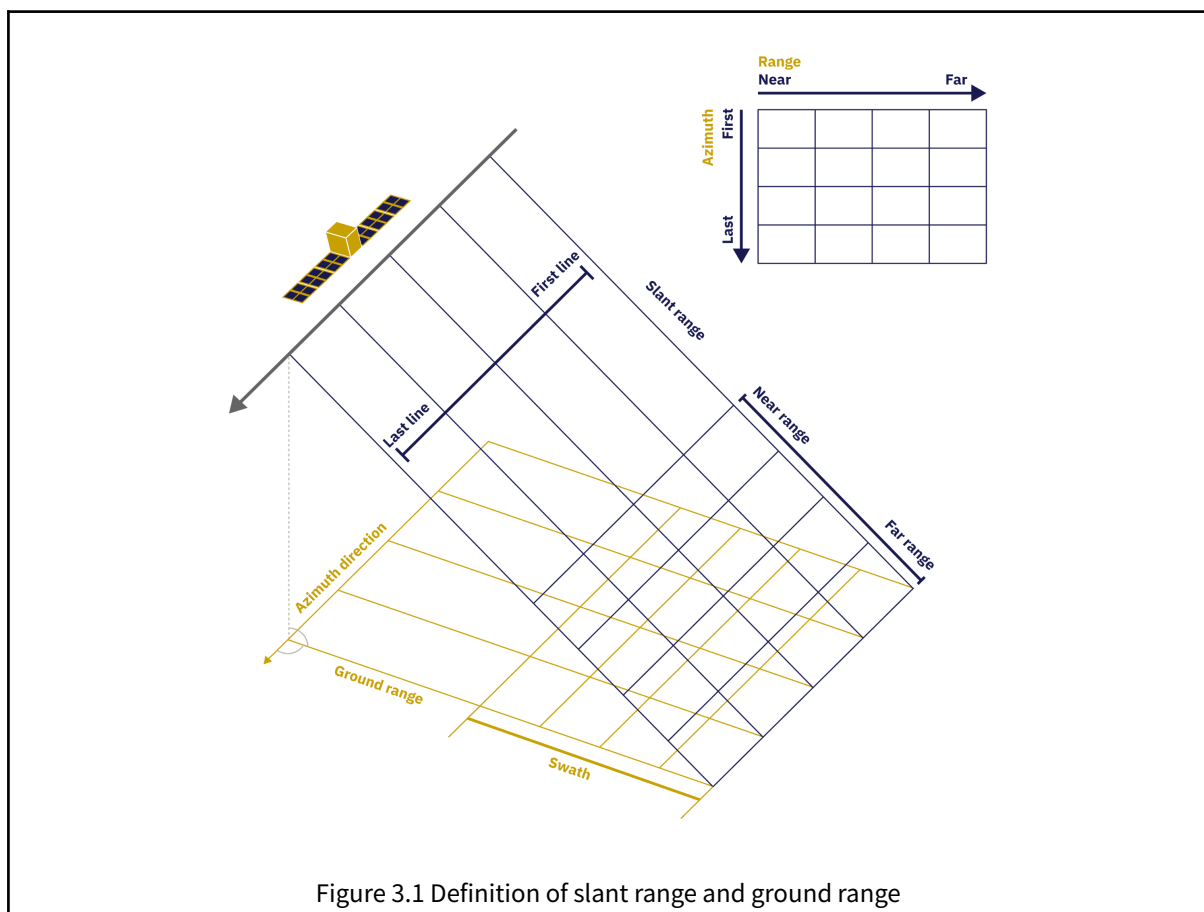 Range
Near Far
Azimuth
First
Last
First line
Slant range
Last line
Near range
Far range
Azimuth direction
Ground range
Swath
Figure 3.1 Definition of slant range and ground range